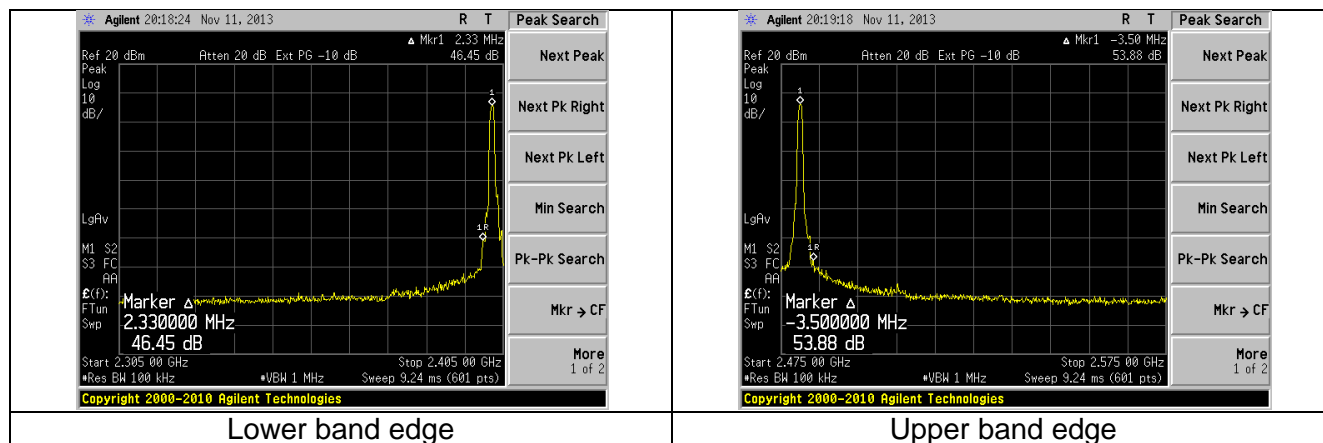 Agilent 20:18:24 Nov 11, 2013 R T Peak Search
Δ Mkr1 2.33 MHz
Ref 20 dBm Atten 20 dB Ext PG -10 dB 46.45 dB
Peak
Log
10
dB/
1
1R
LgAv
M1 S2
S3 FC
AA
£(f):
FTun
Swp
Marker Δ
2.330000 MHz
46.45 dB
Start 2.305 00 GHz Stop 2.405 00 GHz
#Res BW 100 kHz #VBW 1 MHz Sweep 9.24 ms (601 pts)
Copyright 2000-2010 Agilent Technologies
Next Peak
Next Pk Right
Next Pk Left
Min Search
Pk-Pk Search
Mkr → CF
More
1 of 2
Lower band edge
Agilent 20:19:18 Nov 11, 2013 R T Peak Search
Δ Mkr1 -3.50 MHz
Ref 20 dBm Atten 20 dB Ext PG -10 dB 53.88 dB
Peak
Log
10
dB/
1
1R
LgAv
M1 S2
S3 FC
AA
£(f):
FTun
Swp
Marker Δ
-3.500000 MHz
53.88 dB
Start 2.475 00 GHz Stop 2.575 00 GHz
#Res BW 100 kHz #VBW 1 MHz Sweep 9.24 ms (601 pts)
Copyright 2000-2010 Agilent Technologies
Next Peak
Next Pk Right
Next Pk Left
Min Search
Pk-Pk Search
Mkr → CF
More
1 of 2
Upper band edge